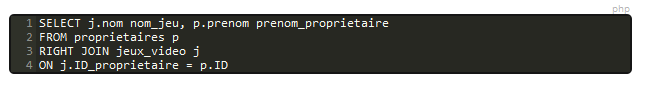 php
1 SELECT j.nom nom_jeu, p.prenom prenom_proprietaire
2 FROM proprietaires p
3 RIGHT JOIN jeux_video j
4 ON j.ID_proprietaire = p.ID